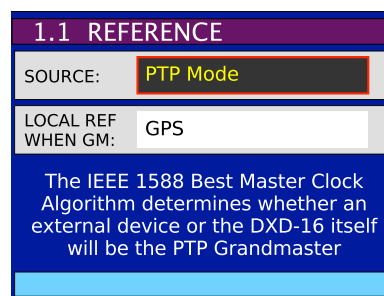 1.1 REFERENCE
SOURCE: PTP Mode
LOCAL REF
WHEN GM: GPS
The IEEE 1588 Best Master Clock
Algorithm determines whether an
external device or the DXD-16 itself
will be the PTP Grandmaster